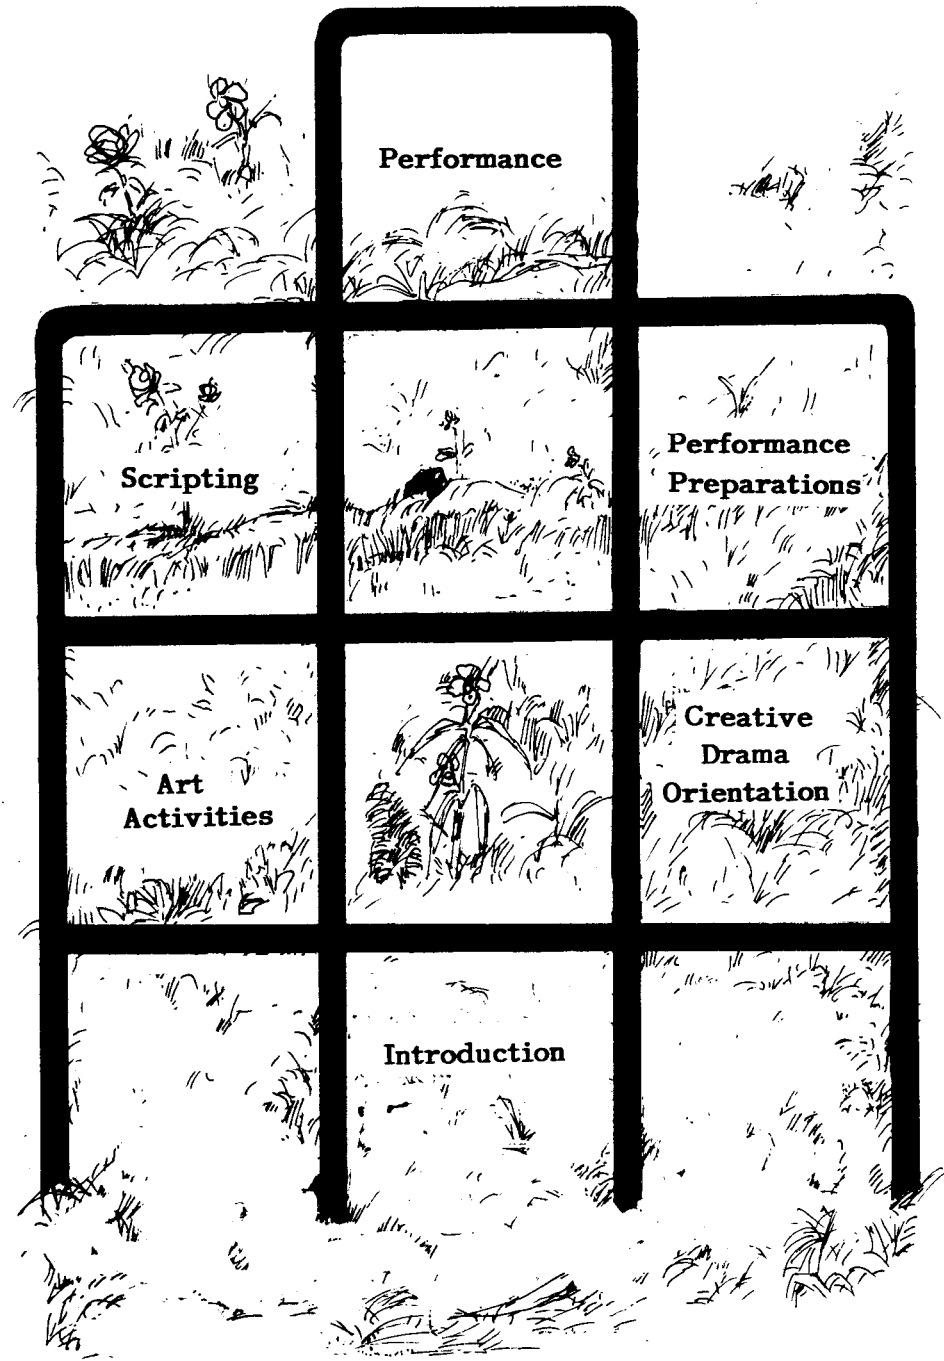 Performance
Scripting
Performance
Preparations
Art
Activities
Creative
Drama
Orientation
Introduction